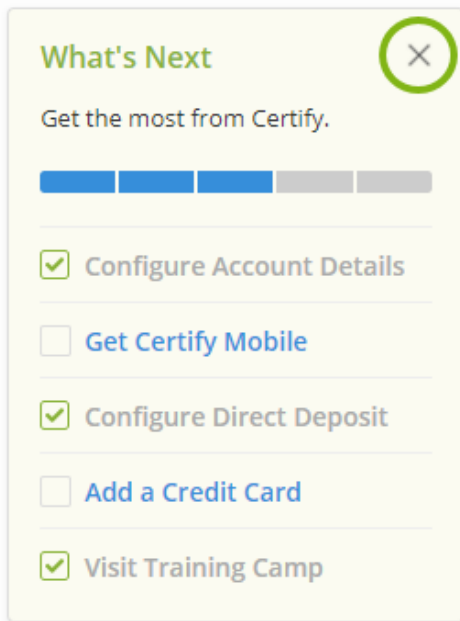 What's Next
Get the most from Certify.
Configure Account Details
Get Certify Mobile
Configure Direct Deposit
Add a Credit Card
Visit Training Camp